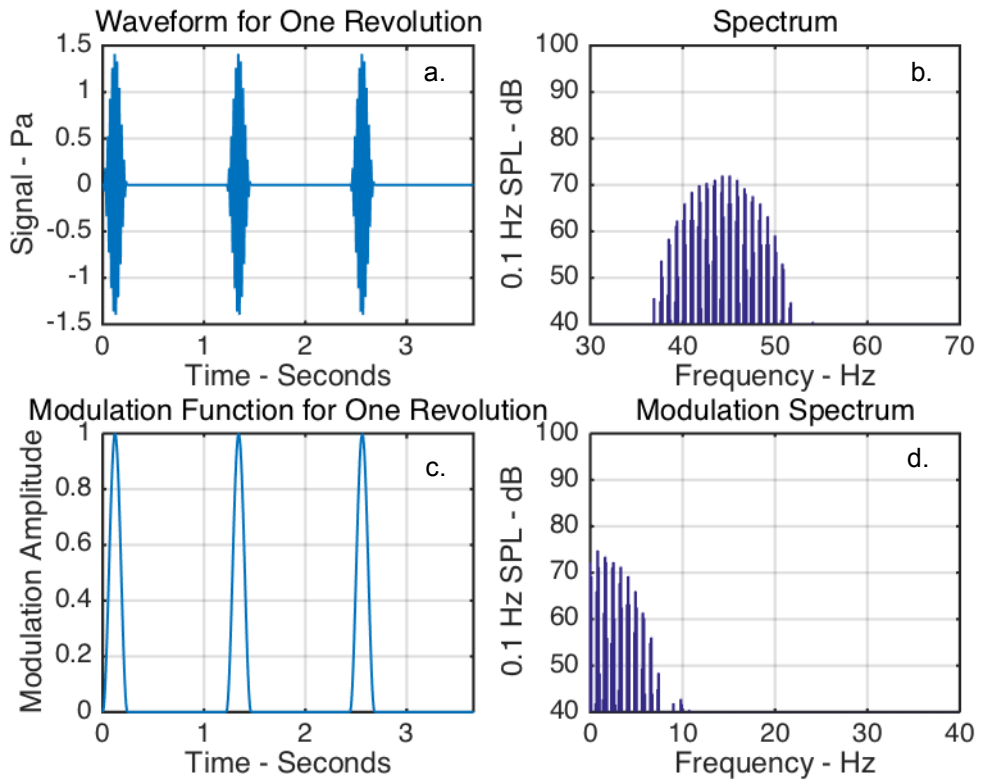 Waveform for One Revolution
1.5
1
0.5
0
-0.5
-1
-1.5
Signal - Pa
a.
0 1 2 3
Time - Seconds
Spectrum
100
90
80
70
60
50
40
0.1 Hz SPL - dB
b.
30 40 50 60 70
Frequency - Hz
Modulation Function for One Revolution
1
0.8
0.6
0.4
0.2
0
Modulation Amplitude
c.
0 1 2 3
Time - Seconds
Modulation Spectrum
100
90
80
70
60
50
40
0.1 Hz SPL - dB
d.
0 10 20 30 40
Frequency - Hz